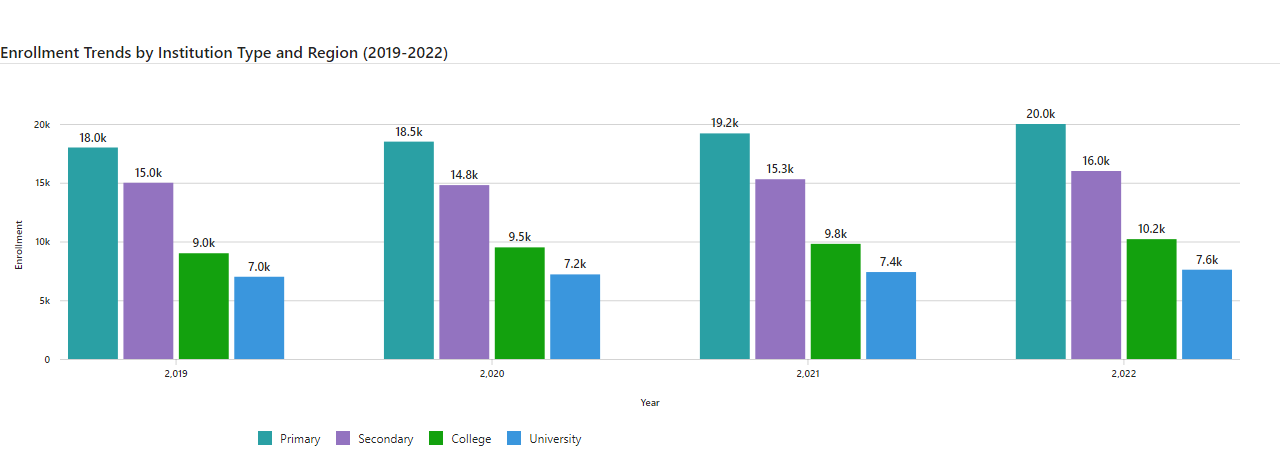 Enrollment Trends by Institution Type and Region (2019-2022)
20k
15k
10k
5k
0
Enrollment
18.0k
15.0k
9.0k
7.0k
18.5k
14.8k
9.5k
7.2k
19.2k
15.3k
9.8k
7.4k
20.0k
16.0k
10.2k
7.6k
2,019 2,020 2,021 2,022
Year
Primary Secondary College University